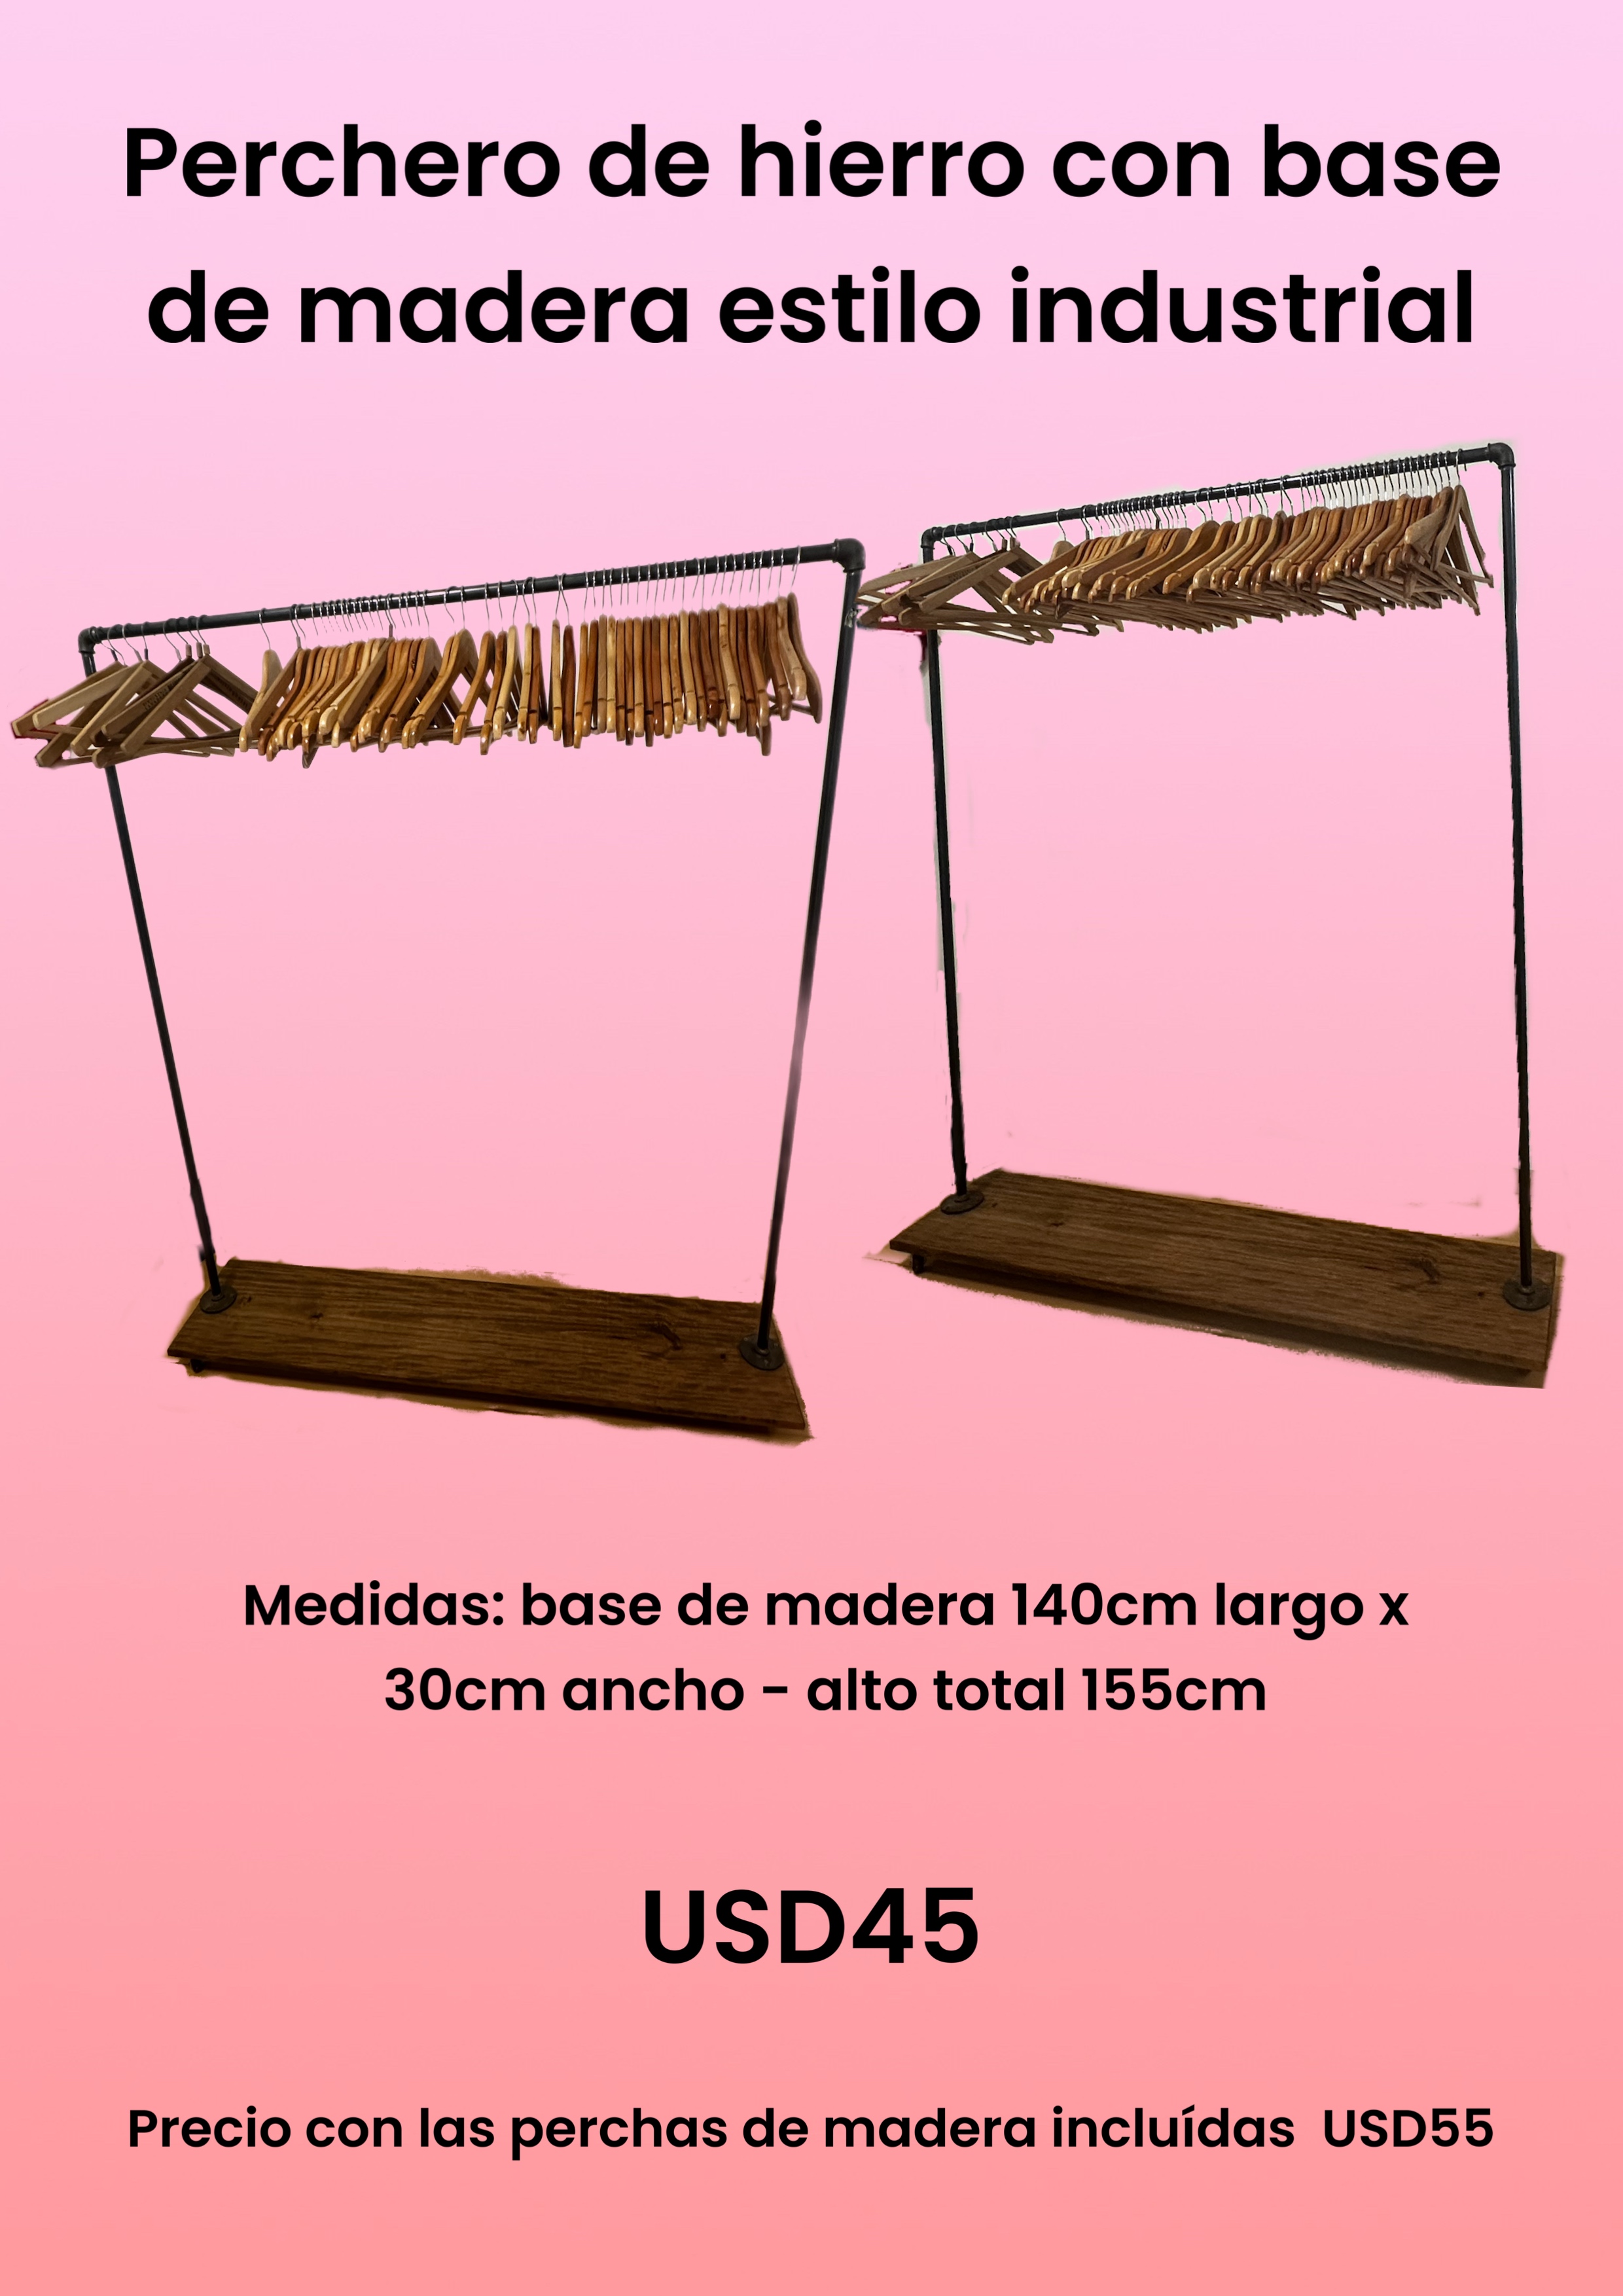 Perchero de hierro con base
de madera estilo industrial
Medidas: base de madera 140cm largo x
30cm ancho - alto total 155cm
USD45
Precio con las perchas de madera incluídas USD55